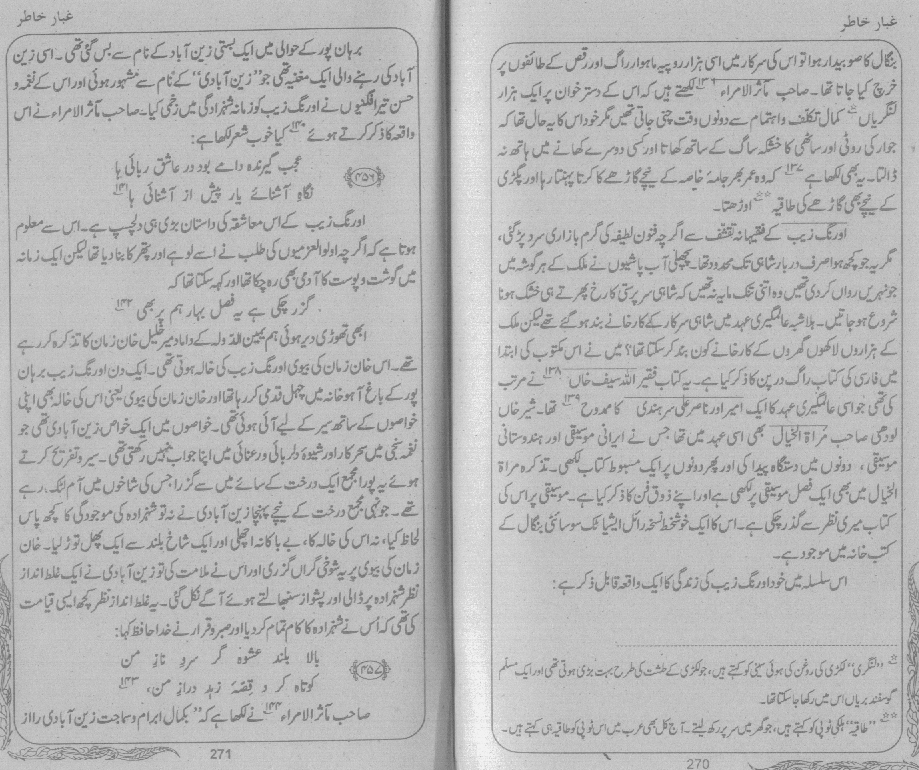 غبار خاطر
بنگال کا صوبیدار ہوا تو اس کی سرکار میں اسی ہزار روپیہ ماہوار راگ اور رقص کے طائفوں پر
خرچ کیا جاتا تھا۔ صاحب مآثر الامراء ۱۳۶ لکھتے ہیں کہ اس کے دسترخوان پر ایک ہزار
لنگریاں ٭ کمال تکلف و اہتمام سے دونوں وقت چنی جاتی تھیں مگر خود اس کا یہ حال تھا کہ
جوار کی روٹی اور ساٹھی کا خشکہ ساگ کے ساتھ کھاتا اور کسی دوسرے کھانے میں ہاتھ نہ
ڈالتا۔ یہ بھی لکھا ہے ۱۳۷ کہ وہ عمر بھر جامۂ خاصہ کے نیچے گاڑھے کا کرتا پہنتا رہا اور پگڑی
کے نیچے بھی گاڑھے کی طاقیہ ٭٭ اوڑھتا۔
اورنگ زیب کے فقیہانہ تقشف سے اگرچہ فنون لطیفہ کی گرم بازاری سرد پڑ گئی،
مگر یہ جو کچھ ہوا صرف دربار شاہی تک محدود تھا۔ پچھلی آب پاشیوں نے ملک کے ہر گوشہ میں
جو نہریں رواں کر دی تھیں وہ اتنی تنک مایہ نہ تھیں کہ شاہی سرپرستی کا رخ پھرتے ہی خشک ہونا
شروع ہو جاتیں۔ بلاشبہ عالمگیری عہد میں شاہی سرکار کے کارخانے بند ہو گئے تھے لیکن ملک
کے ہزاروں لاکھوں گھروں کے کارخانے کون بند کر سکتا تھا؟ میں نے اس مکتوب کی ابتدا
میں فارسی کی کتاب راگ درپن کا ذکر کیا ہے۔ یہ کتاب فقیر اللہ سیف خاں ۱۳۸ نے مرتب
کی تھی جو اسی عالمگیری عہد کا ایک امیر اور ناصر علی سرہندی کا ممدوح ۱۳۹ تھا۔ شیر خاں
لودھی صاحب مراۃ الخیال بھی اسی عہد میں تھا جس نے ایرانی موسیقی اور ہندوستانی
موسیقی، دونوں میں دستگاہ پیدا کی اور پھر دونوں پر ایک مبسوط کتاب لکھی۔ تذکرہ مراۃ
الخیال میں بھی ایک فصل موسیقی پر لکھی ہے اور اپنے ذوق فن کا ذکر کیا ہے۔ موسیقی پر اس کی
کتاب میری نظر سے گذر چکی ہے۔ اس کا ایک خوشخط نسخہ رائل ایشیاٹک سوسائٹی بنگال کے
کتب خانہ میں موجود ہے۔
اس سلسلہ میں خود اورنگ زیب کی زندگی کا ایک واقعہ قابل ذکر ہے:
٭ "لنگری" لکڑی کی روغن کی ہوئی سینی کو کہتے ہیں، جو لکڑی کے طشت کی طرح بہت بڑی ہوتی تھی اور ایک مسلم
گوسفند بریاں اس میں رکھا جا سکتا تھا۔
٭٭ "طاقیہ" ہلکی ٹوپی کو کہتے ہیں، جو گھر میں سر پر رکھ لیتے۔ آج کل بھی عرب میں اس ٹوپی کو طاقیہ ہی کہتے ہیں۔
270
غبار خاطر
برہان پور کے حوالی میں ایک بستی زین آباد کے نام سے بس گئی تھی۔ اسی زین
آباد کی رہنے والی ایک مغنیہ تھی جو "زین آبادی" کے نام سے مشہور ہوئی اور اس کے نغمہ و
حسن تیر افگنیوں نے اورنگ زیب کو زمانہ شہزادگی میں زخمی کیا۔ صاحب مآثر الامراء نے اس
واقعہ کا ذکر کرتے ہوئے ۱۴۰ کیا خوب شعر لکھا ہے:
عجب گیرندہ دامے بود در عاشق ربائی ہا
(۴۵۶)
نگاہ آشنائے یار پیش از آشنائی ہا ۱۴۱
اورنگ زیب کے اس معاشقہ کی داستان بڑی ہی دلچسپ ہے۔ اس سے معلوم
ہوتا ہے کہ اگرچہ اولوالعزمیوں کی طلب نے اسے لوہے اور پتھر کا بنا دیا تھا لیکن ایک زمانہ
میں گوشت و پوست کا آدمی بھی رہ چکا تھا اور کہہ سکتا تھا کہ
گزر چکی ہے یہ فصل بہار ہم پر بھی ۱۴۲
ابھی تھوڑی دیر ہوئی ہم یمین الدولہ کے داماد میر خلیل خان زمان کا تذکرہ کر رہے
تھے۔ اس خان زمان کی بیوی اورنگ زیب کی خالہ ہوتی تھی۔ ایک دن اورنگ زیب برہان
پور کے باغ آہو خانہ میں چہل قدمی کر رہا تھا اور خان زمان کی بیوی یعنی اس کی خالہ بھی اپنی
خواصوں کے ساتھ سیر کے لیے آئی ہوئی تھی۔ خواصوں میں ایک خواص زین آبادی تھی جو
نغمہ سنجی میں سحر کار اور شیوۂ دلربائی و رعنائی میں اپنا جواب نہیں رکھتی تھی۔ سیر و تفریح کرتے
ہوئے یہ پورا مجمع ایک درخت کے سائے میں سے گزرا جس کی شاخوں میں آم لٹک رہے
تھے۔ جونہی مجمع درخت کے نیچے پہنچا زین آبادی نے نہ تو شہزادہ کی موجودگی کا کچھ پاس
لحاظ کیا، نہ اس کی خالہ کا، بے باکانہ اچھلی اور ایک شاخ بلند سے ایک پھل توڑ لیا۔ خان
زمان کی بیوی پر یہ شوخی گراں گزری اور اس نے ملامت کی تو زین آبادی نے ایک غلط انداز
نظر شہزادہ پر ڈالی اور پشواز سنبھالتے ہوئے آگے نکل گئی۔ یہ غلط انداز نظر کچھ ایسی قیامت
کی تھی کہ اُس نے شہزادہ کا کام تمام کر دیا اور صبر و قرار نے خدا حافظ کہا:
بالا بلند عشوہ گر سرو ناز من
(۴۵۷)
کوتاہ کرد قصۂ زہد دراز من، ۱۴۳
صاحب مآثر الامراء ۱۴۴ نے لکھا ہے کہ "بکمال ابرام و سماجت زین آبادی را از
271